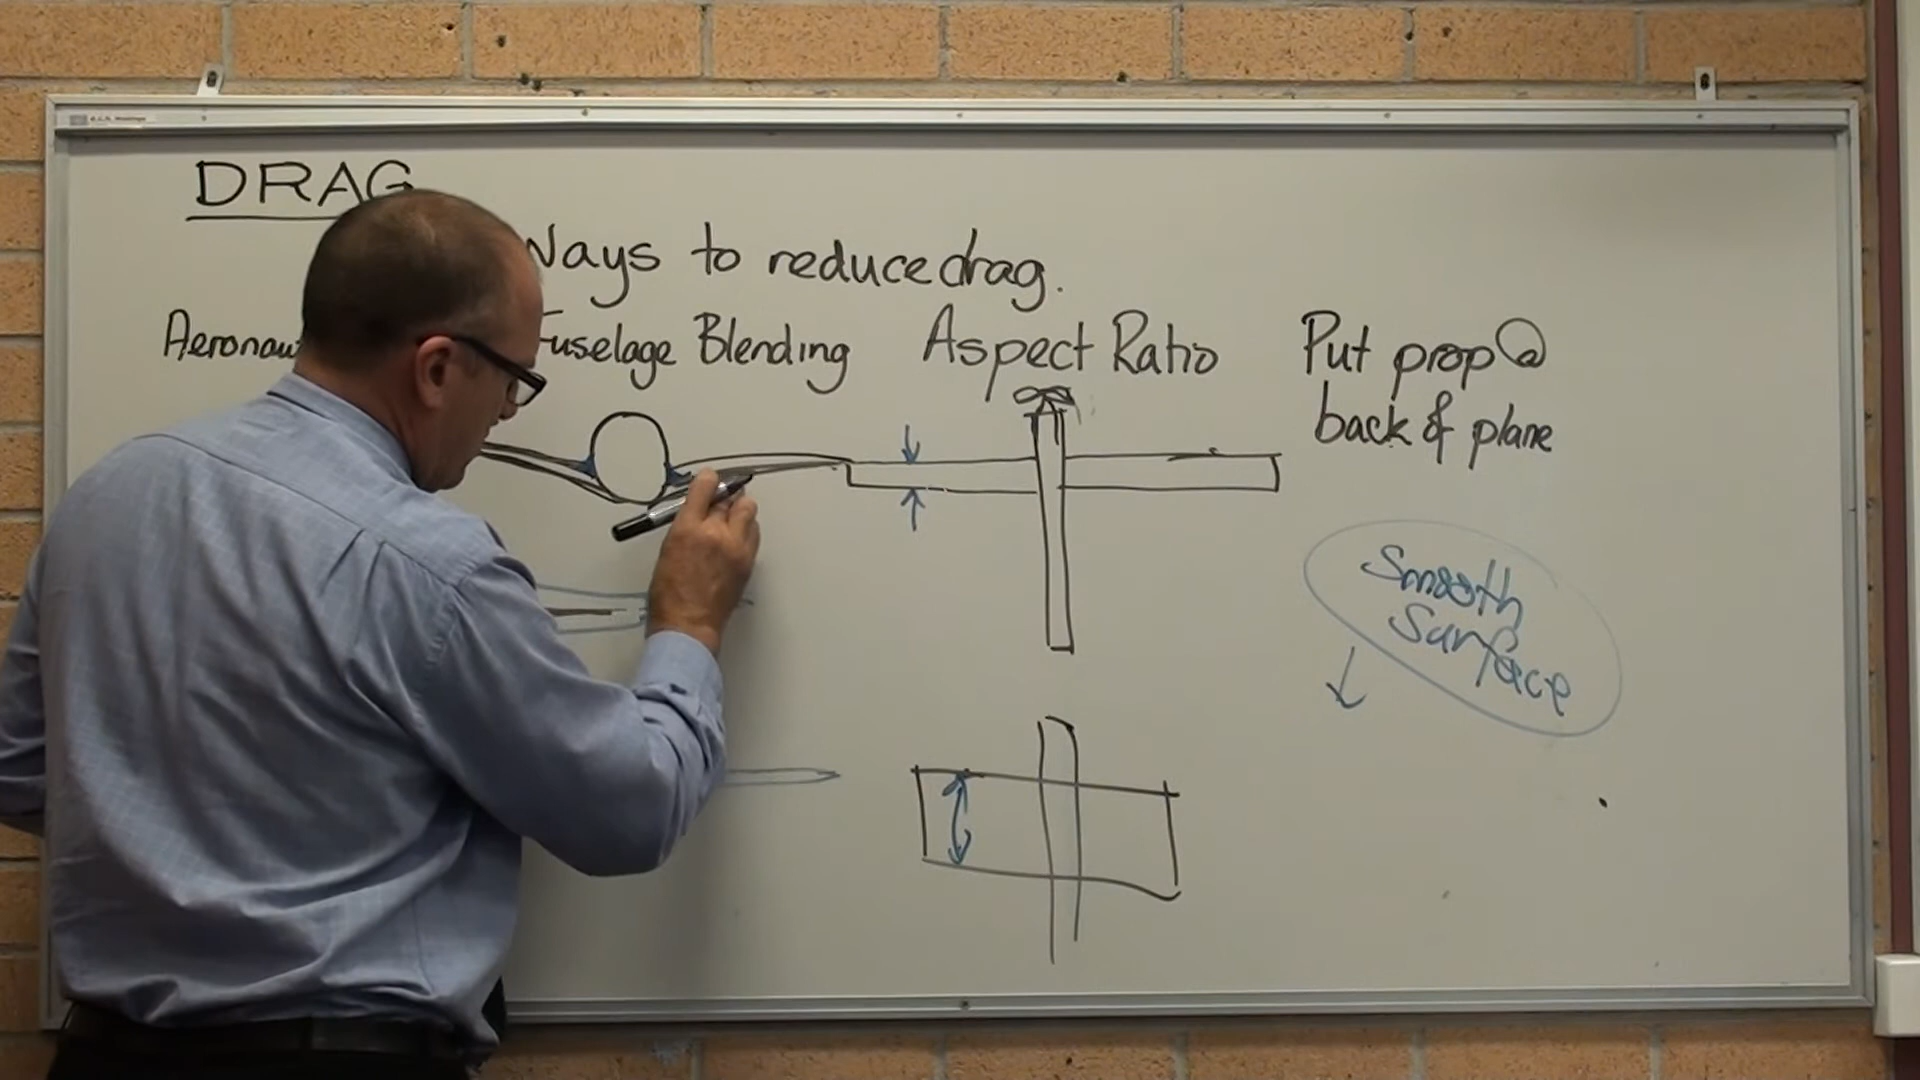 DRAG
Ways to reduce drag.
Fuselage Blending
Aspect Ratio
Put prop @
back of plane
Smooth
Surface